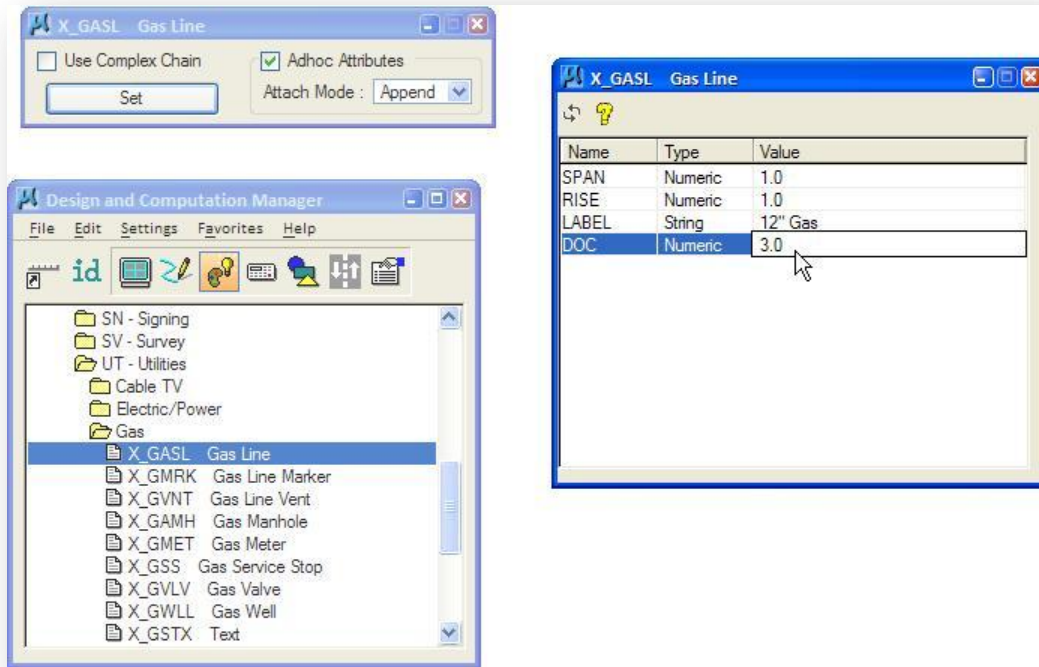 X_GASL Gas Line
Use Complex Chain
Adhoc Attributes
Set
Attach Mode : Append
X_GASL Gas Line
Name Type Value
SPAN Numeric 1.0
RISE Numeric 1.0
LABEL String 12" Gas
DOC Numeric 3.0
Design and Computation Manager
File Edit Settings Favorites Help
id
SN - Signing
SV - Survey
UT - Utilities
Cable TV
Electric/Power
Gas
X_GASL Gas Line
X_GMRK Gas Line Marker
X_GVNT Gas Line Vent
X_GAMH Gas Manhole
X_GMET Gas Meter
X_GSS Gas Service Stop
X_GVLV Gas Valve
X_GWLL Gas Well
X_GSTX Text